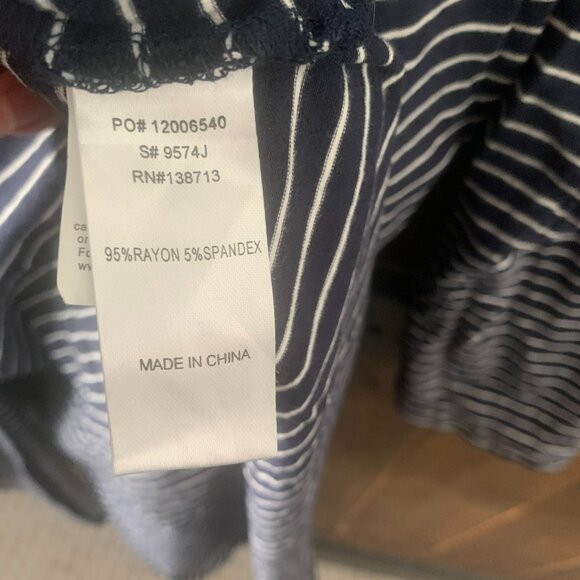 PO# 12006540
S# 9574J
RN#138713
95%RAYON 5%SPANDEX
MADE IN CHINA